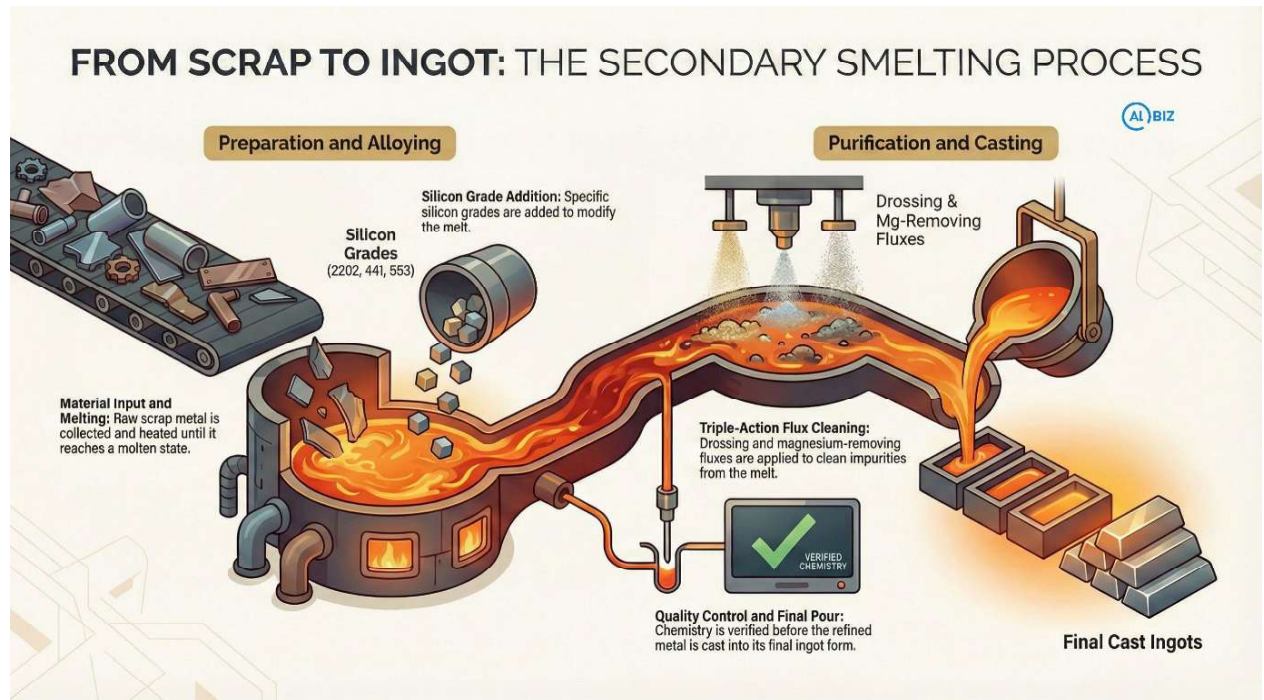 FROM SCRAP TO INGOT: THE SECONDARY SMELTING PROCESS
AL BIZ
Preparation and Alloying
Purification and Casting
Silicon Grade Addition: Specific
silicon grades are added to modify
the melt.
Silicon
Grades
(2202, 441, 553)
Drossing &
Mg-Removing
Fluxes
Material Input and
Melting: Raw scrap metal is
collected and heated until it
reaches a molten state.
Triple-Action Flux Cleaning:
Drossing and magnesium-removing
fluxes are applied to clean impurities
from the melt.
VERIFIED
CHEMISTRY
Quality Control and Final Pour:
Chemistry is verified before the refined
metal is cast into its final ingot form.
Final Cast Ingots